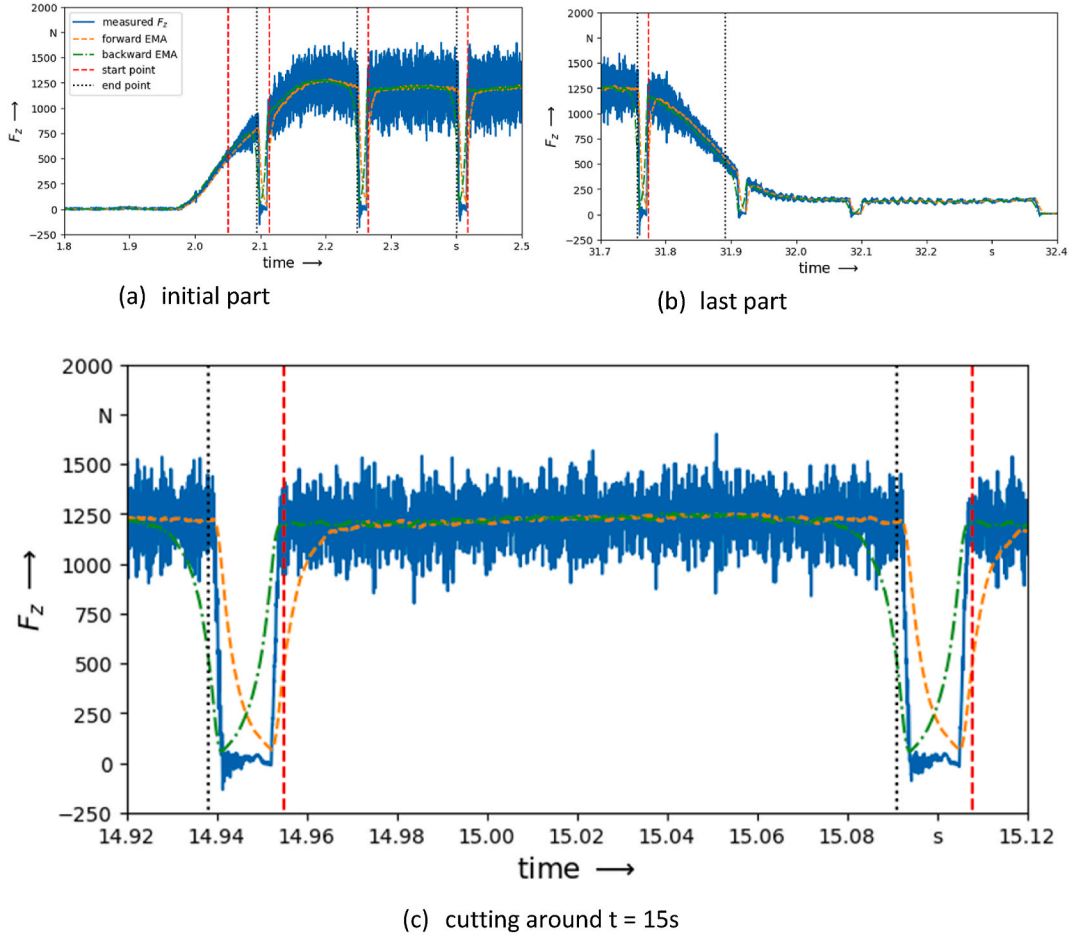 2000
N
1500
1250
1000
750
500
250
0
−250
F_z →
measured F_z
forward EMA
backward EMA
start point
end point
1.8 1.9 2.0 2.1 2.2 2.3 s 2.5
time →
(a) initial part
2000
N
1500
1250
1000
750
500
250
0
−250
F_z →
31.7 31.8 31.9 32.0 32.1 32.2 s 32.4
time →
(b) last part
2000
N
1500
1250
1000
750
500
250
0
−250
F_z →
14.92 14.94 14.96 14.98 15.00 15.02 15.04 15.06 15.08 s 15.12
time →
(c) cutting around t = 15s